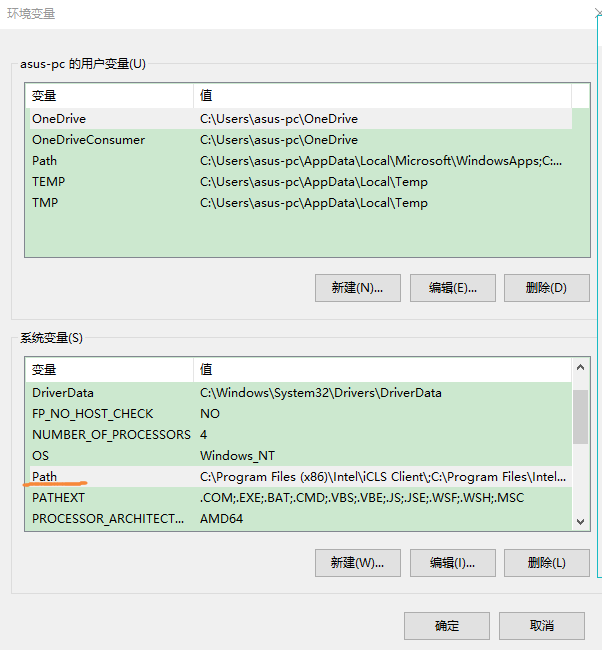 环境变量
asus-pc 的用户变量(U)
变量 值
OneDrive C:\Users\asus-pc\OneDrive
OneDriveConsumer C:\Users\asus-pc\OneDrive
Path C:\Users\asus-pc\AppData\Local\Microsoft\WindowsApps;C:...
TEMP C:\Users\asus-pc\AppData\Local\Temp
TMP C:\Users\asus-pc\AppData\Local\Temp
新建(N)... 编辑(E)... 删除(D)
系统变量(S)
变量 值
DriverData C:\Windows\System32\Drivers\DriverData
FP_NO_HOST_CHECK NO
NUMBER_OF_PROCESSORS 4
OS Windows_NT
Path C:\Program Files (x86)\Intel\iCLS Client\;C:\Program Files\Intel...
PATHEXT .COM;.EXE;.BAT;.CMD;.VBS;.VBE;.JS;.JSE;.WSF;.WSH;.MSC
PROCESSOR_ARCHITECT... AMD64
新建(W)... 编辑(I)... 删除(L)
确定 取消